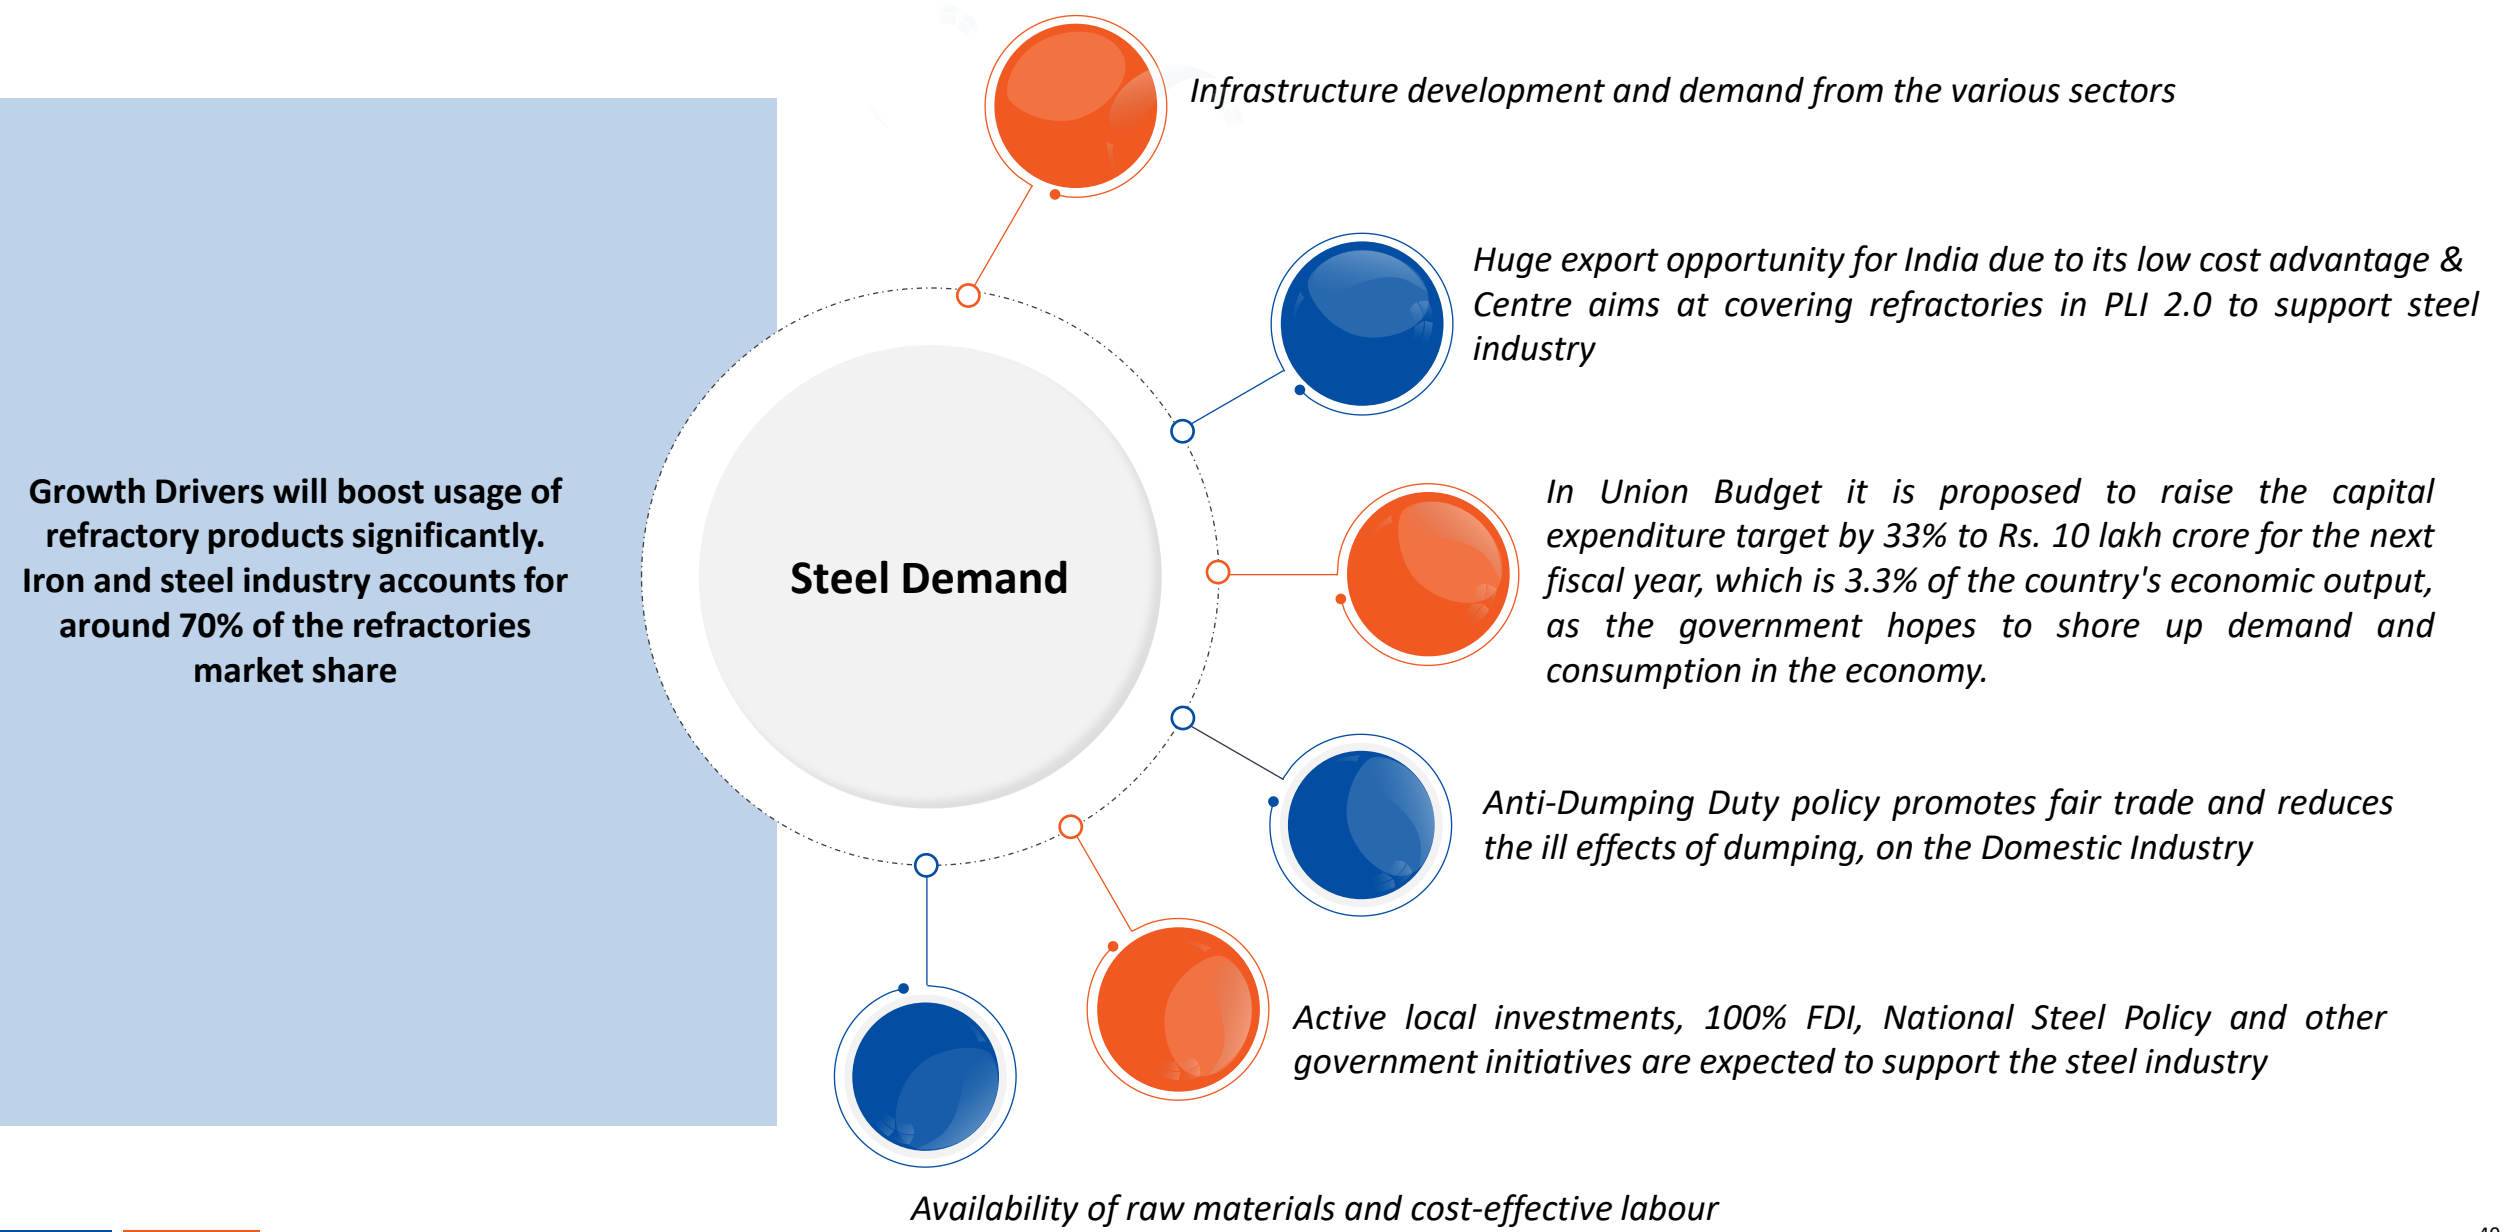 Infrastructure development and demand from the various sectors
Huge export opportunity for India due to its low cost advantage &
Centre aims at covering refractories in PLI 2.0 to support steel
industry
Growth Drivers will boost usage of
refractory products significantly.
Iron and steel industry accounts for
around 70% of the refractories
market share
Steel Demand
In Union Budget it is proposed to raise the capital
expenditure target by 33% to Rs. 10 lakh crore for the next
fiscal year, which is 3.3% of the country's economic output,
as the government hopes to shore up demand and
consumption in the economy.
Anti-Dumping Duty policy promotes fair trade and reduces
the ill effects of dumping, on the Domestic Industry
Active local investments, 100% FDI, National Steel Policy and other
government initiatives are expected to support the steel industry
Availability of raw materials and cost-effective labour